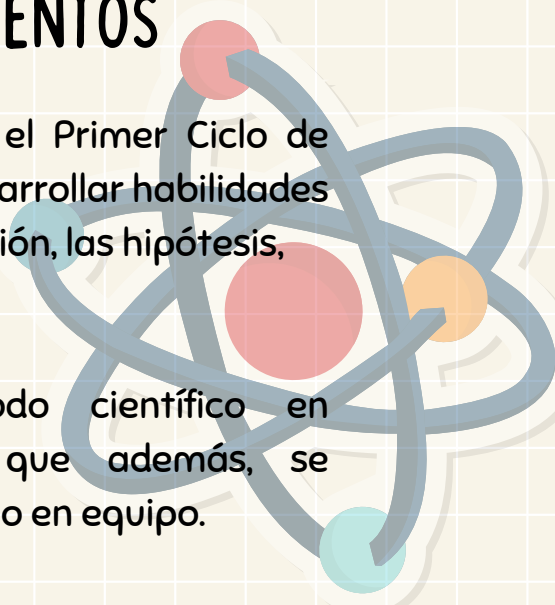 ENTOS
el Primer Ciclo de
arrollar habilidades
ión, las hipótesis,
odo científico en
que además, se
o en equipo.